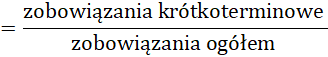 zobowiązania krótkoterminowe
=
zobowiązania ogółem